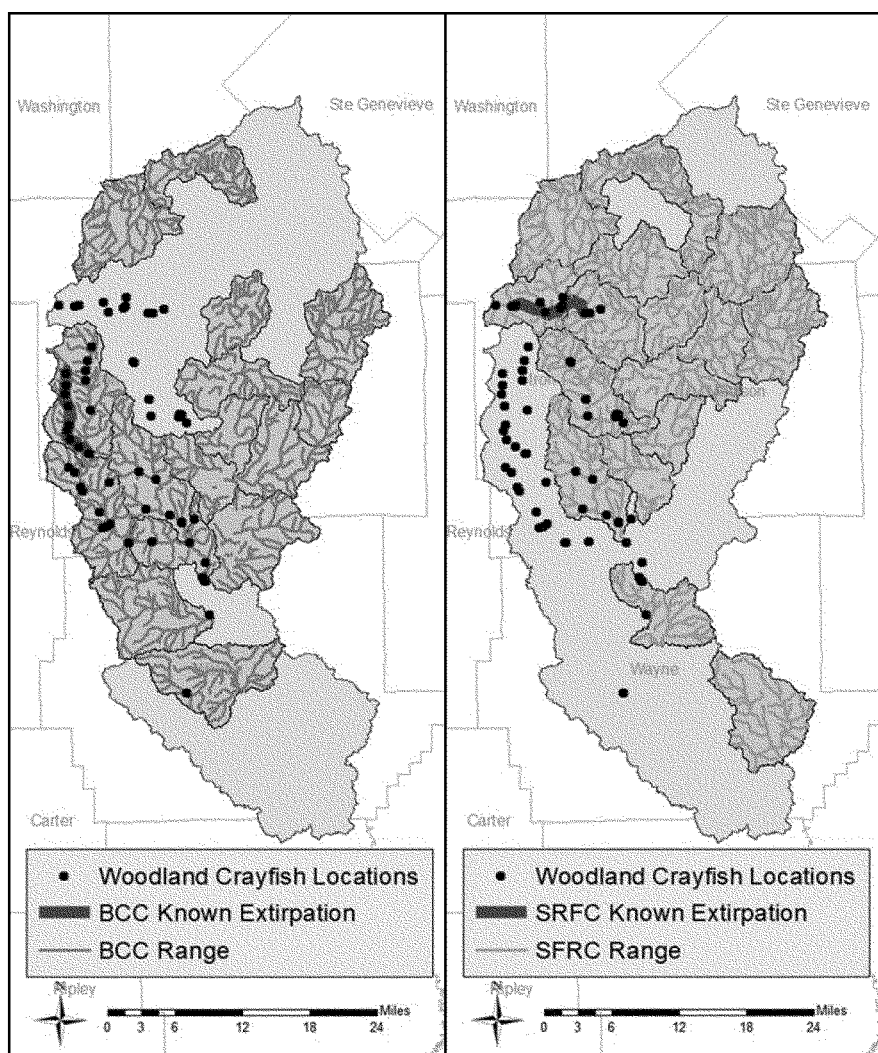 Washington
Ste Genevieve
Reynolds
Carter
Woodland Crayfish Locations
BCC Known Extirpation
BCC Range
Ripley
N
Miles
0 3 6 12 18 24
Washington
Ste Genevieve
Reynolds
Wayne
Carter
Woodland Crayfish Locations
SRFC Known Extirpation
SFRC Range
Ripley
N
Miles
0 3 6 12 18 24